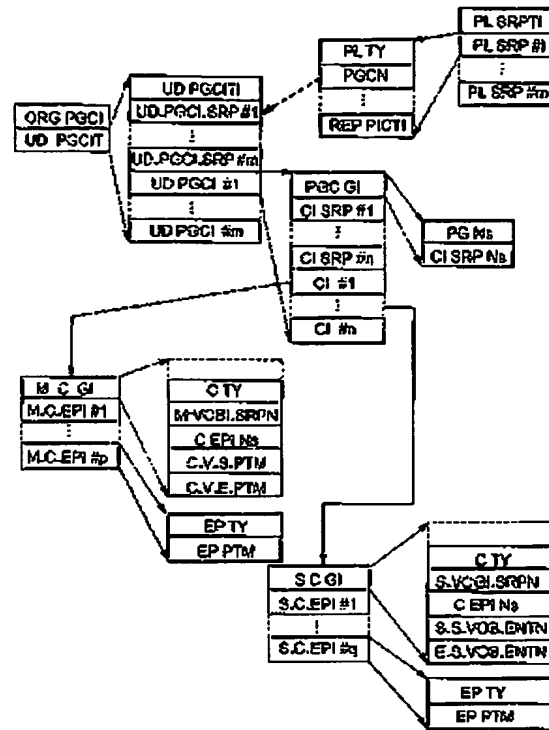 PL SRPTI
PL SRP #1
⋮
PL SRP #m
PL TY
PGCN
⋮
REP PICTI
UD PGCITI
UD.PGCI.SRP #1
⋮
UD.PGCI.SRP #m
UD PGCI #1
⋮
UD PGCI #m
ORG PGCI
UD PGCIT
PGC GI
CI SRP #1
⋮
CI SRP #n
CI #1
⋮
CI #n
PG Ns
CI SRP Ns
M C GI
M.C.EPI #1
⋮
M.C.EPI #p
C TY
M-VOBI.SRPN
C EPI Ns
C.V.S.PTM
C.V.E.PTM
EP TY
EP PTM
S C GI
S.C.EPI #1
⋮
S.C.EPI #q
C TY
S.VOGI.SRPN
C EPI Ns
S.S.VOB.ENTN
E.S.VOB.ENTN
EP TY
EP PTM